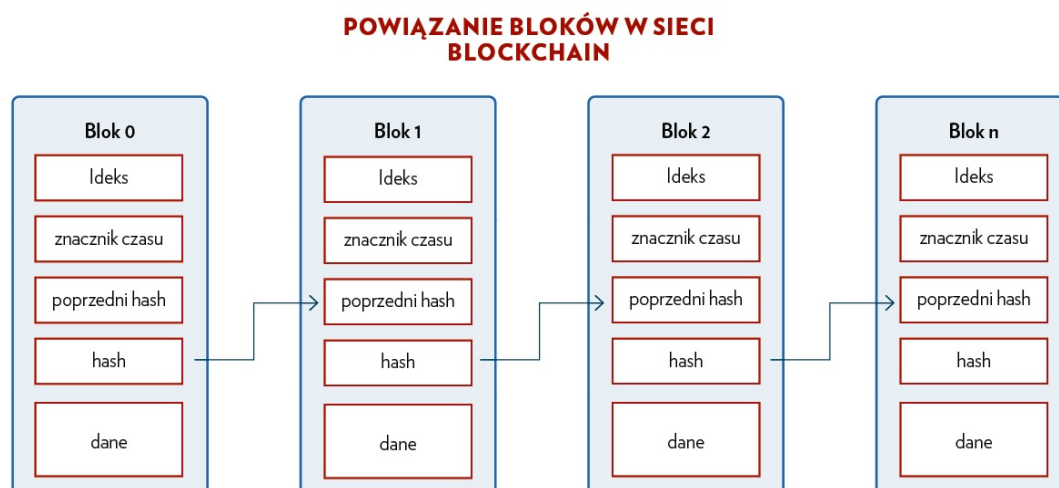 POWIĄZANIE BLOKÓW W SIECI
BLOCKCHAIN
Blok 0
Ideks
znacznik czasu
poprzedni hash
hash
dane
Blok 1
Ideks
znacznik czasu
poprzedni hash
hash
dane
Blok 2
Ideks
znacznik czasu
poprzedni hash
hash
dane
Blok n
Ideks
znacznik czasu
poprzedni hash
hash
dane